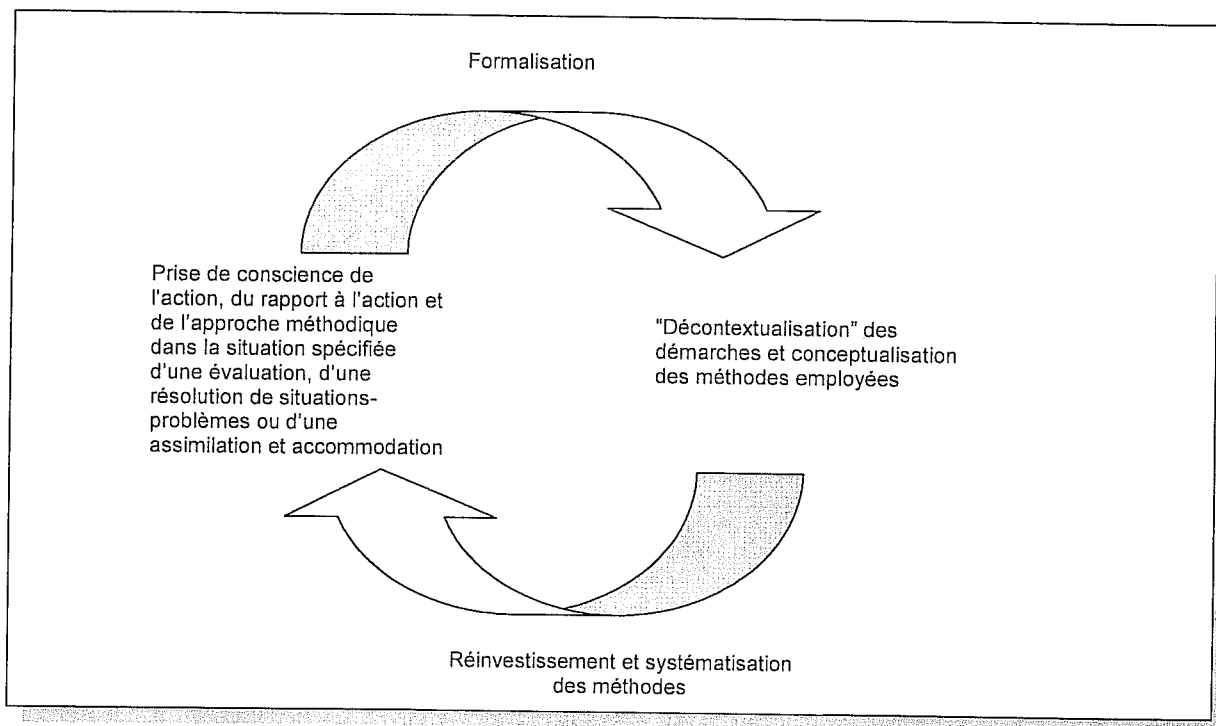 Formalisation
Prise de conscience de
l'action, du rapport à l'action et
de l'approche méthodique
dans la situation spécifiée
d'une évaluation, d'une
résolution de situations-
problèmes ou d'une
assimilation et accommodation
"Décontextualisation" des
démarches et conceptualisation
des méthodes employées
Réinvestissement et systématisation
des méthodes